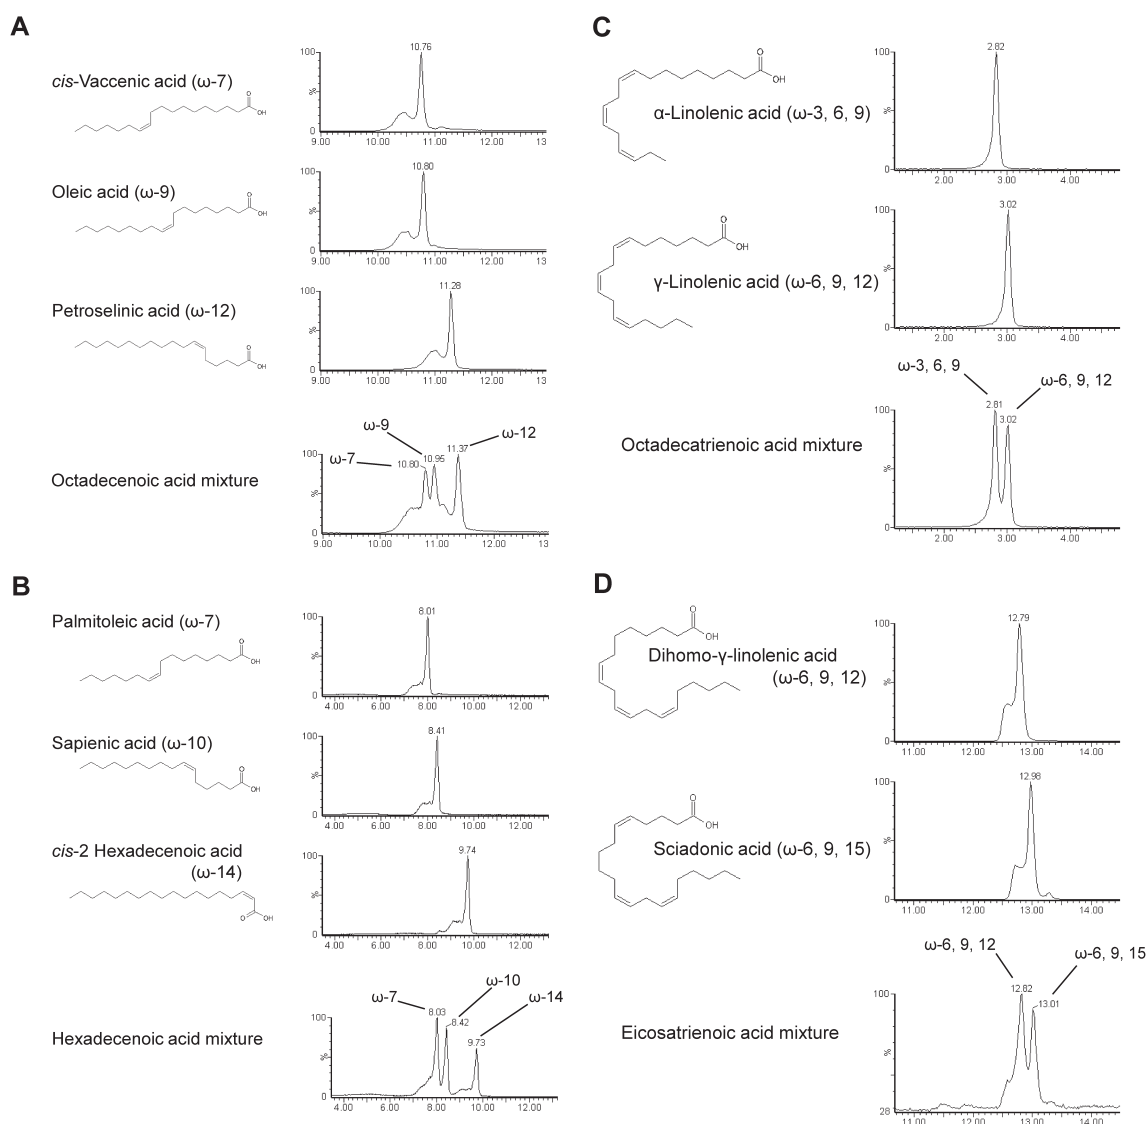 A
cis-Vaccenic acid (ω-7)
O
OH
10.76
100
%
0
9.00 10.00 11.00 12.00 13
Oleic acid (ω-9)
O
OH
10.80
100
%
0
9.00 10.00 11.00 12.00 13
Petroselinic acid (ω-12)
O
OH
11.28
100
%
0
9.00 10.00 11.00 12.00 13
Octadecenoic acid mixture
ω-9
ω-7
ω-12
10.80 10.95 11.37
100
%
0
9.00 10.00 11.00 12.00 13
B
Palmitoleic acid (ω-7)
O
OH
8.01
100
%
0
4.00 6.00 8.00 10.00 12.00
Sapienic acid (ω-10)
O
OH
8.41
100
%
0
4.00 6.00 8.00 10.00 12.00
cis-2 Hexadecenoic acid
(ω-14)
O
OH
9.74
100
%
0
4.00 6.00 8.00 10.00 12.00
Hexadecenoic acid mixture
ω-10
ω-7
ω-14
8.03
8.42
9.73
100
%
0
4.00 6.00 8.00 10.00 12.00
C
O
OH
α-Linolenic acid (ω-3, 6, 9)
2.82
100
%
0
2.00 3.00 4.00
O
OH
γ-Linolenic acid (ω-6, 9, 12)
3.02
100
%
0
2.00 3.00 4.00
ω-3, 6, 9
ω-6, 9, 12
Octadecatrienoic acid mixture
2.81
3.02
100
%
0
2.00 3.00 4.00
D
O
OH
Dihomo-γ-linolenic acid
(ω-6, 9, 12)
12.79
100
%
0
11.00 12.00 13.00 14.00
O
OH
Sciadonic acid (ω-6, 9, 15)
12.98
100
%
0
11.00 12.00 13.00 14.00
ω-6, 9, 12
ω-6, 9, 15
Eicosatrienoic acid mixture
12.82
13.01
100
%
28
11.00 12.00 13.00 14.00